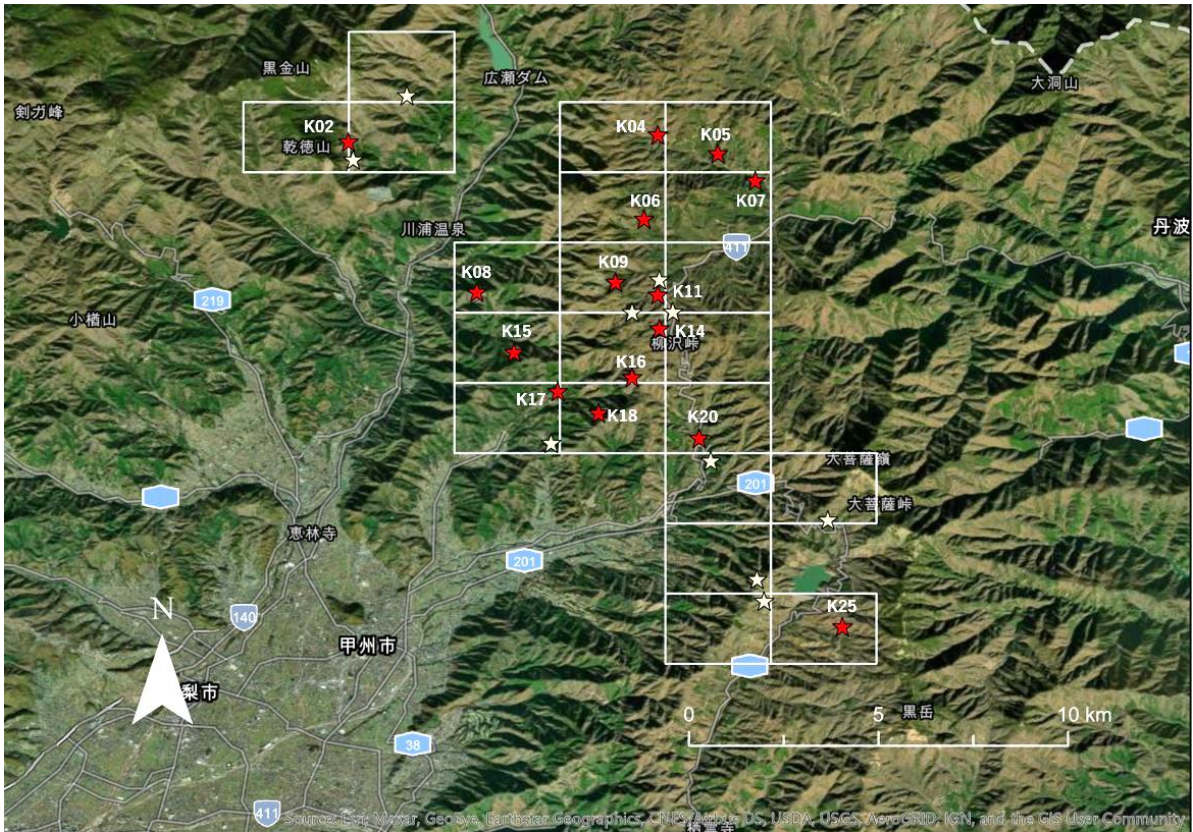 黒金山
広瀬ダム
大洞山
剣ガ峰
K02
乾徳山
K04
K05
K07
K06
川浦温泉
丹波
411
K08
K09
K11
219
小楢山
K14
柳沢峠
K15
K16
K17
K18
K20
大菩薩嶺
201
大菩薩峠
恵林寺
201
N
140
K25
甲州市
梨市
0 5 10 km
黒岳
38
411
Source: Esri, Maxar, GeoEye, Earthstar Geographics, CNES/Airbus DS, USDA, USGS, AeroGRID, IGN, and the GIS User Community